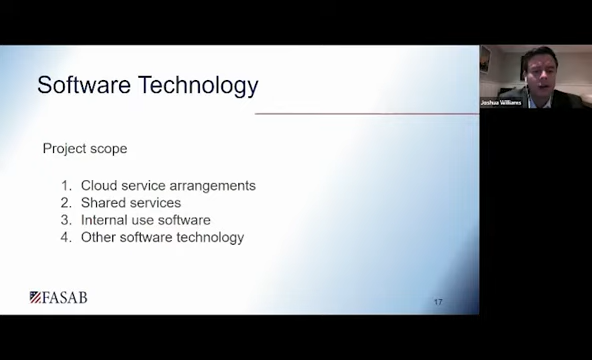 Software Technology
Joshua Williams
Project scope
1. Cloud service arrangements
2. Shared services
3. Internal use software
4. Other software technology
FASAB
17